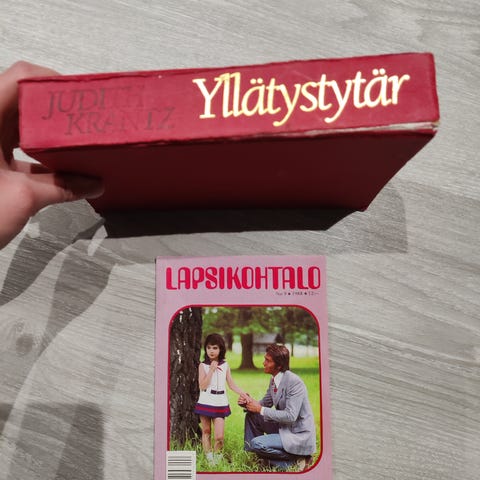 JUDITH
KRANTZ
Yllätystytär
LAPSIKOHTALO